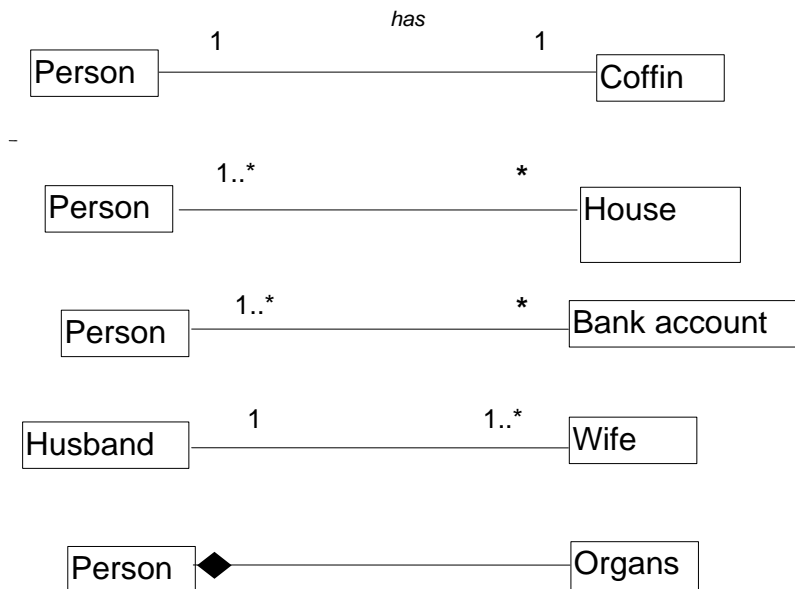 has
1 1
Person Coffin
1..* *
Person House
1..* *
Person Bank account
1 1..*
Husband Wife
Person Organs